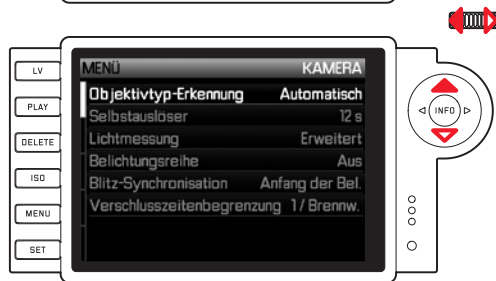 LV
PLAY
DELETE
ISO
MENU
SET
MENÜ KAMERA
Objektivtyp-Erkennung Automatisch
Selbstauslöser 12 s
Lichtmessung Erweitert
Belichtungsreihe Aus
Blitz-Synchronisation Anfang der Bel.
Verschlusszeitenbegrenzung 1/ Brennw.
INFO